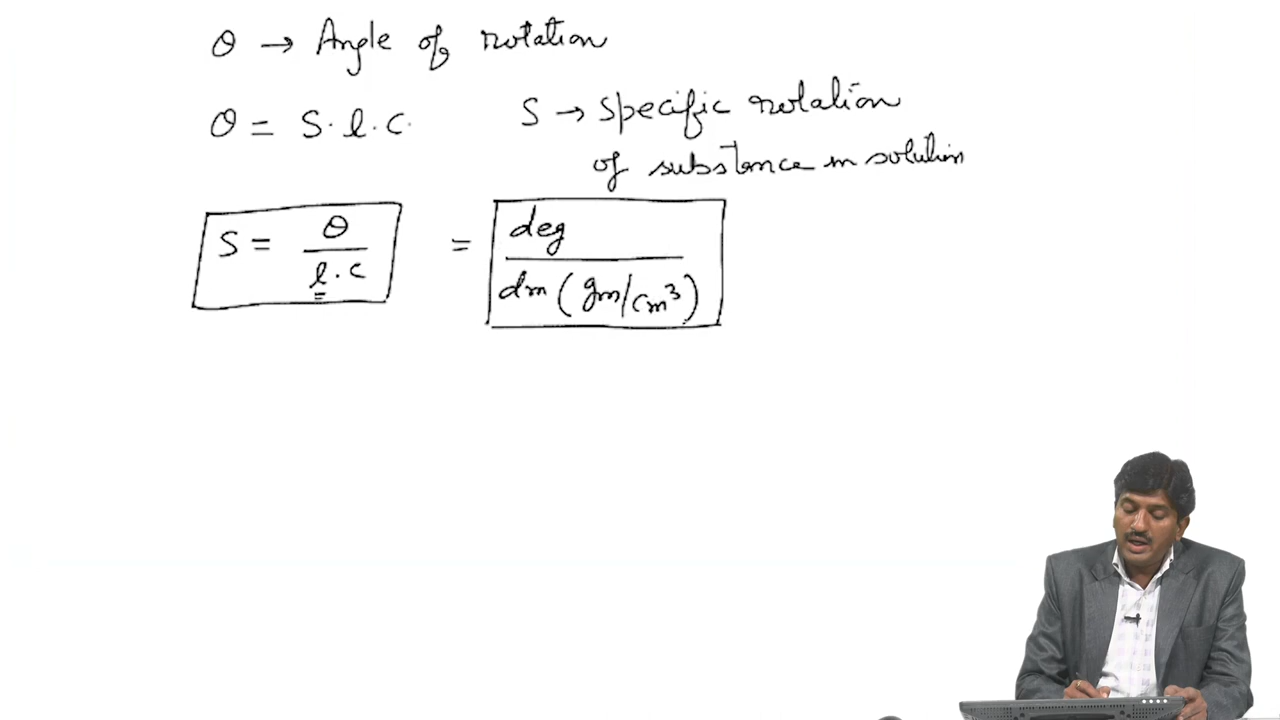 θ → Angle of rotation
θ = S. l. C.
S → Specific rotation
of substance in solution
S = θ / l. C = deg / dm (gm/cm³)